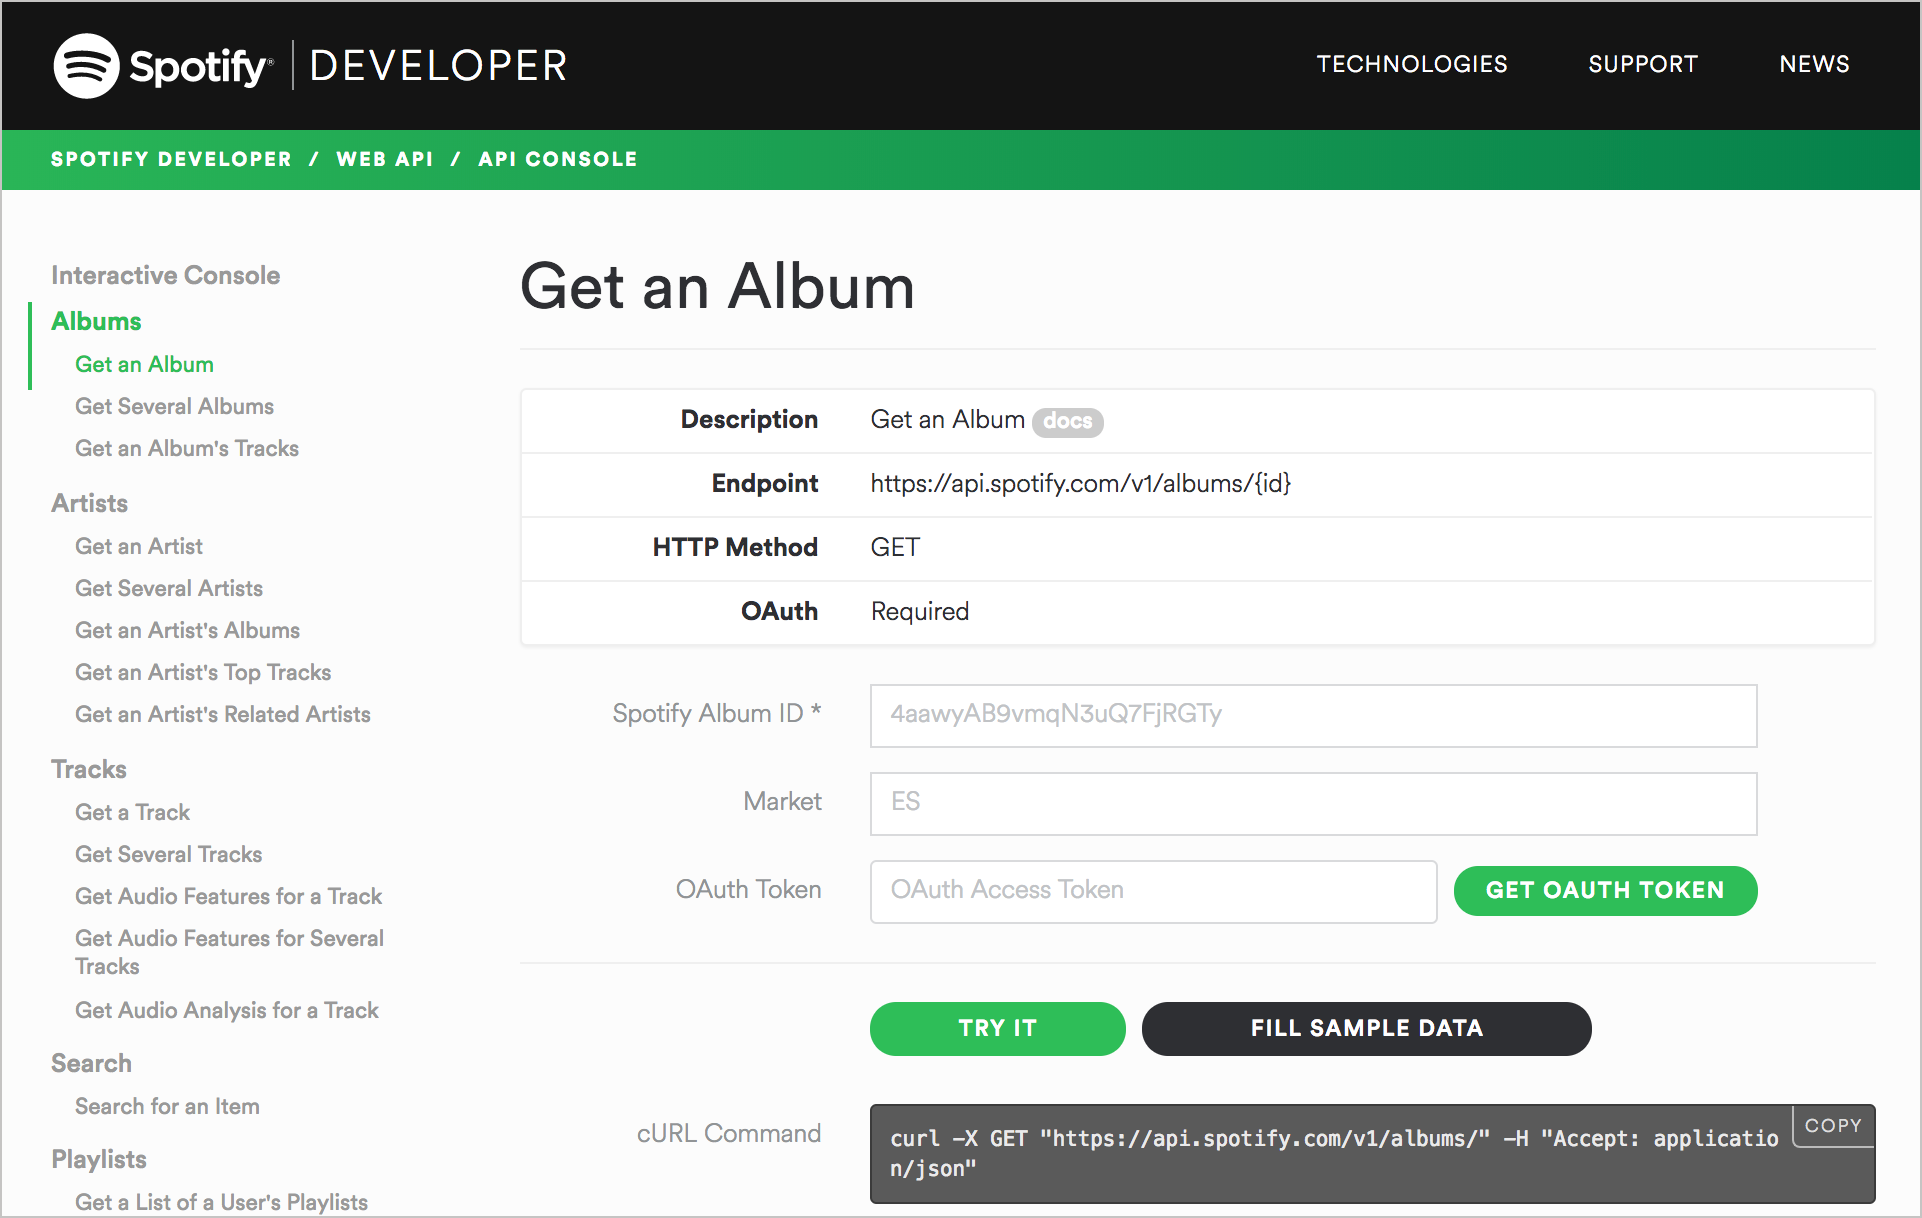 Spotify® | DEVELOPER
TECHNOLOGIES SUPPORT NEWS
SPOTIFY DEVELOPER / WEB API / API CONSOLE
Interactive Console
Albums
Get an Album
Get Several Albums
Get an Album's Tracks
Artists
Get an Artist
Get Several Artists
Get an Artist's Albums
Get an Artist's Top Tracks
Get an Artist's Related Artists
Tracks
Get a Track
Get Several Tracks
Get Audio Features for a Track
Get Audio Features for Several
Tracks
Get Audio Analysis for a Track
Search
Search for an Item
Playlists
Get a List of a User's Playlists
Get an Album
Description Get an Album docs
Endpoint https://api.spotify.com/v1/albums/{id}
HTTP Method GET
OAuth Required
Spotify Album ID * 4aawyAB9vmqN3uQ7FjRGTy
Market ES
OAuth Token OAuth Access Token GET OAUTH TOKEN
TRY IT FILL SAMPLE DATA
cURL Command
curl -X GET "https://api.spotify.com/v1/albums/" -H "Accept: applicatio
n/json"
COPY